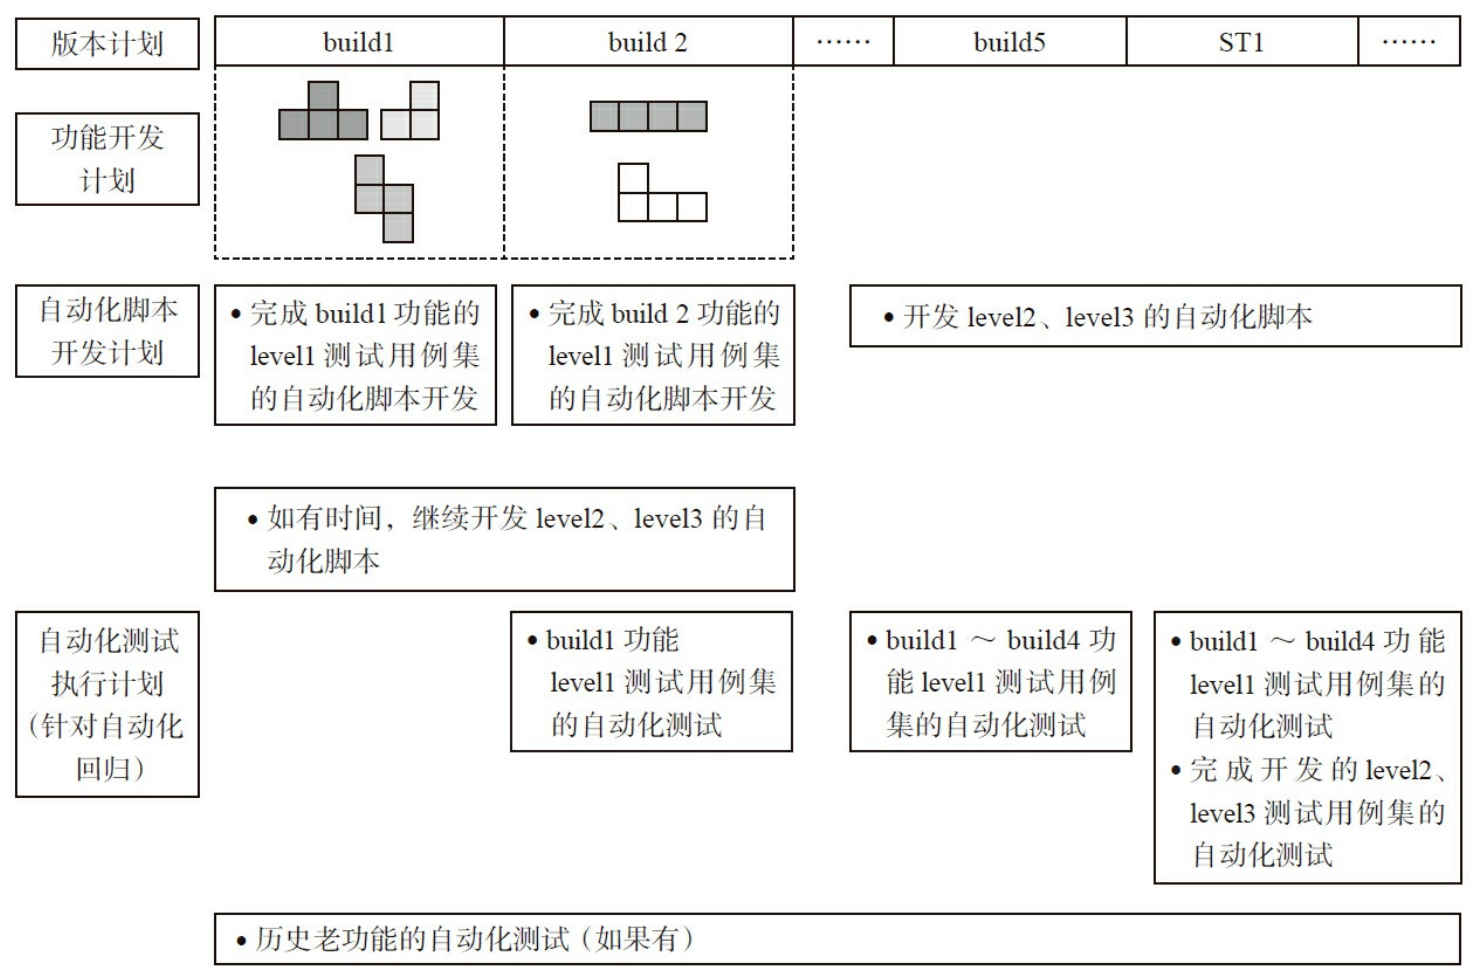 版本计划
build1
build 2
……
build5
ST1
……
功能开发
计划
自动化脚本
开发计划
• 完成 build1 功能的
level1 测试用例集
的自动化脚本开发
• 完成 build 2 功能的
level1 测试用例集
的自动化脚本开发
• 开发 level2、level3 的自动化脚本
• 如有时间，继续开发 level2、level3 的自
动化脚本
自动化测试
执行计划
（针对自动化
回归）
• build1 功能
level1 测试用例集
的自动化测试
• build1 ～ build4 功
能 level1 测试用例
集的自动化测试
• build1 ～ build4 功能
level1 测试用例集的
自动化测试
• 完成开发的 level2、
level3 测试用例集的
自动化测试
• 历史老功能的自动化测试（如果有）